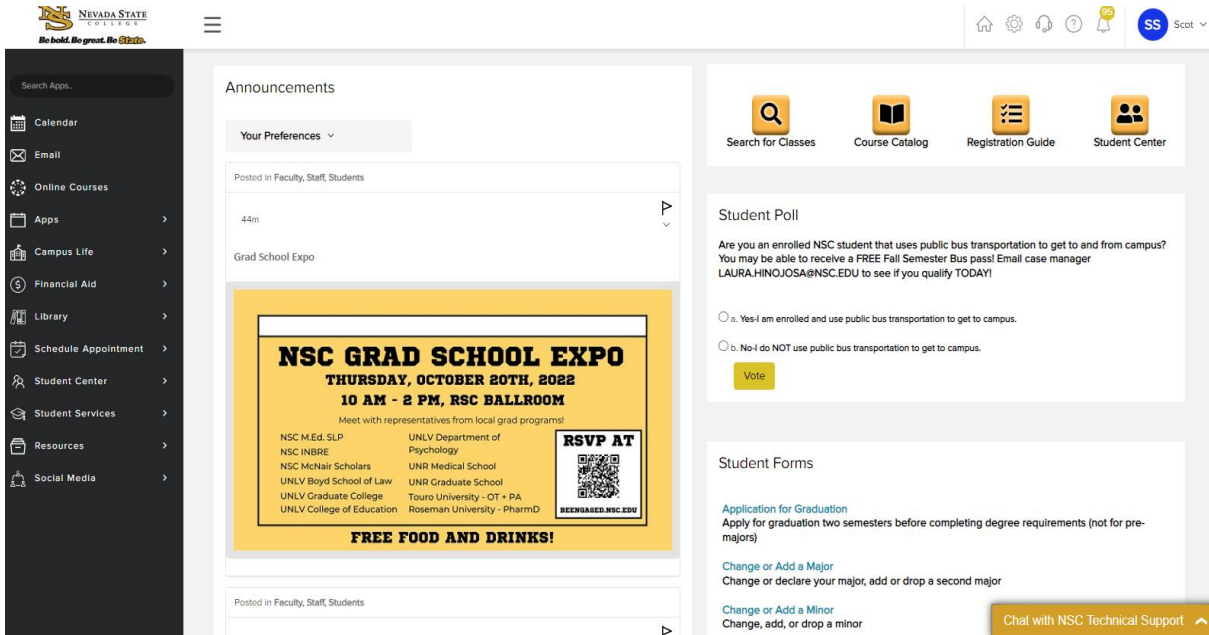 NEVADA STATE
COLLEGE
Be bold. Be great. Be State.
95
SS
Scot
Search Apps..
Calendar
Email
Online Courses
Apps
Campus Life
Financial Aid
Library
Schedule Appointment
Student Center
Student Services
Resources
Social Media
Announcements
Your Preferences
Posted in Faculty, Staff, Students
44m
Grad School Expo
NSC GRAD SCHOOL EXPO
THURSDAY, OCTOBER 20TH, 2022
10 AM - 2 PM, RSC BALLROOM
Meet with representatives from local grad programs!
NSC M.Ed. SLP
NSC INBRE
NSC McNair Scholars
UNLV Boyd School of Law
UNLV Graduate College
UNLV College of Education
UNLV Department of
Psychology
UNR Medical School
UNR Graduate School
Touro University - OT + PA
Roseman University - PharmD
RSVP AT
BEENGAGED.NSC.EDU
FREE FOOD AND DRINKS!
Posted in Faculty, Staff, Students
Search for Classes
Course Catalog
Registration Guide
Student Center
Student Poll
Are you an enrolled NSC student that uses public bus transportation to get to and from campus?
You may be able to receive a FREE Fall Semester Bus pass! Email case manager
LAURA.HINOJOSA@NSC.EDU to see if you qualify TODAY!
a. Yes-I am enrolled and use public bus transportation to get to campus.
b. No-I do NOT use public bus transportation to get to campus.
Vote
Student Forms
Application for Graduation
Apply for graduation two semesters before completing degree requirements (not for pre-
majors)
Change or Add a Major
Change or declare your major, add or drop a second major
Change or Add a Minor
Change, add, or drop a minor
Chat with NSC Technical Support